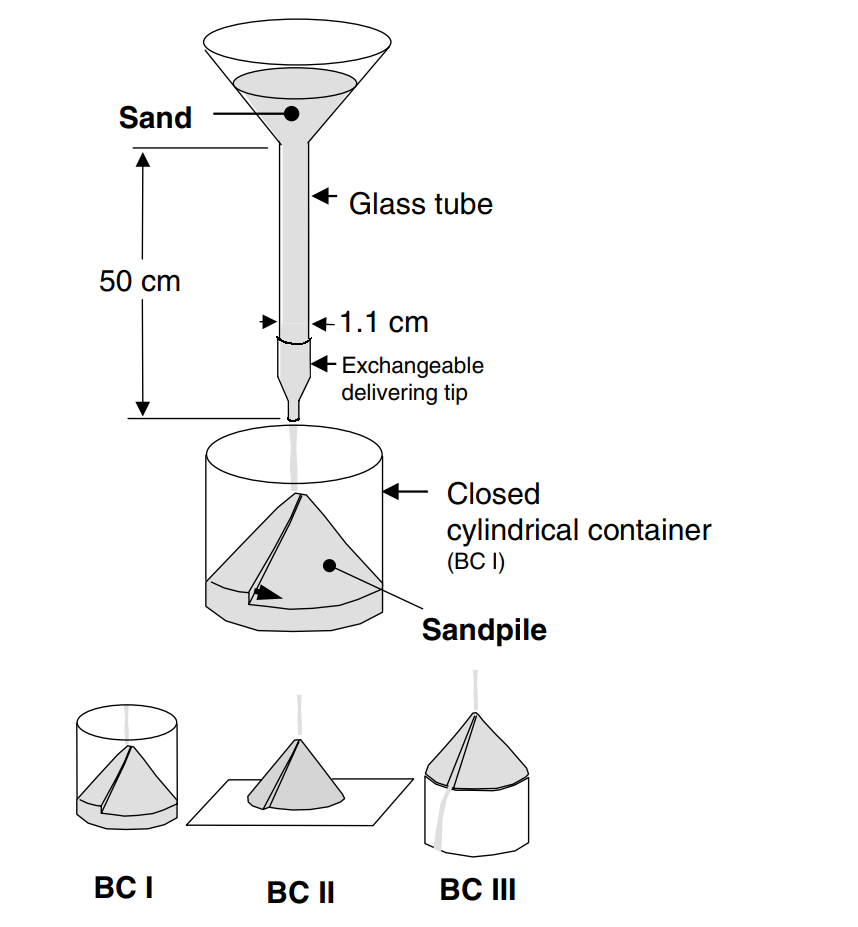 Sand
Glass tube
50 cm
1.1 cm
Exchangeable
delivering tip
Closed
cylindrical container
(BC I)
Sandpile
BC I
BC II
BC III